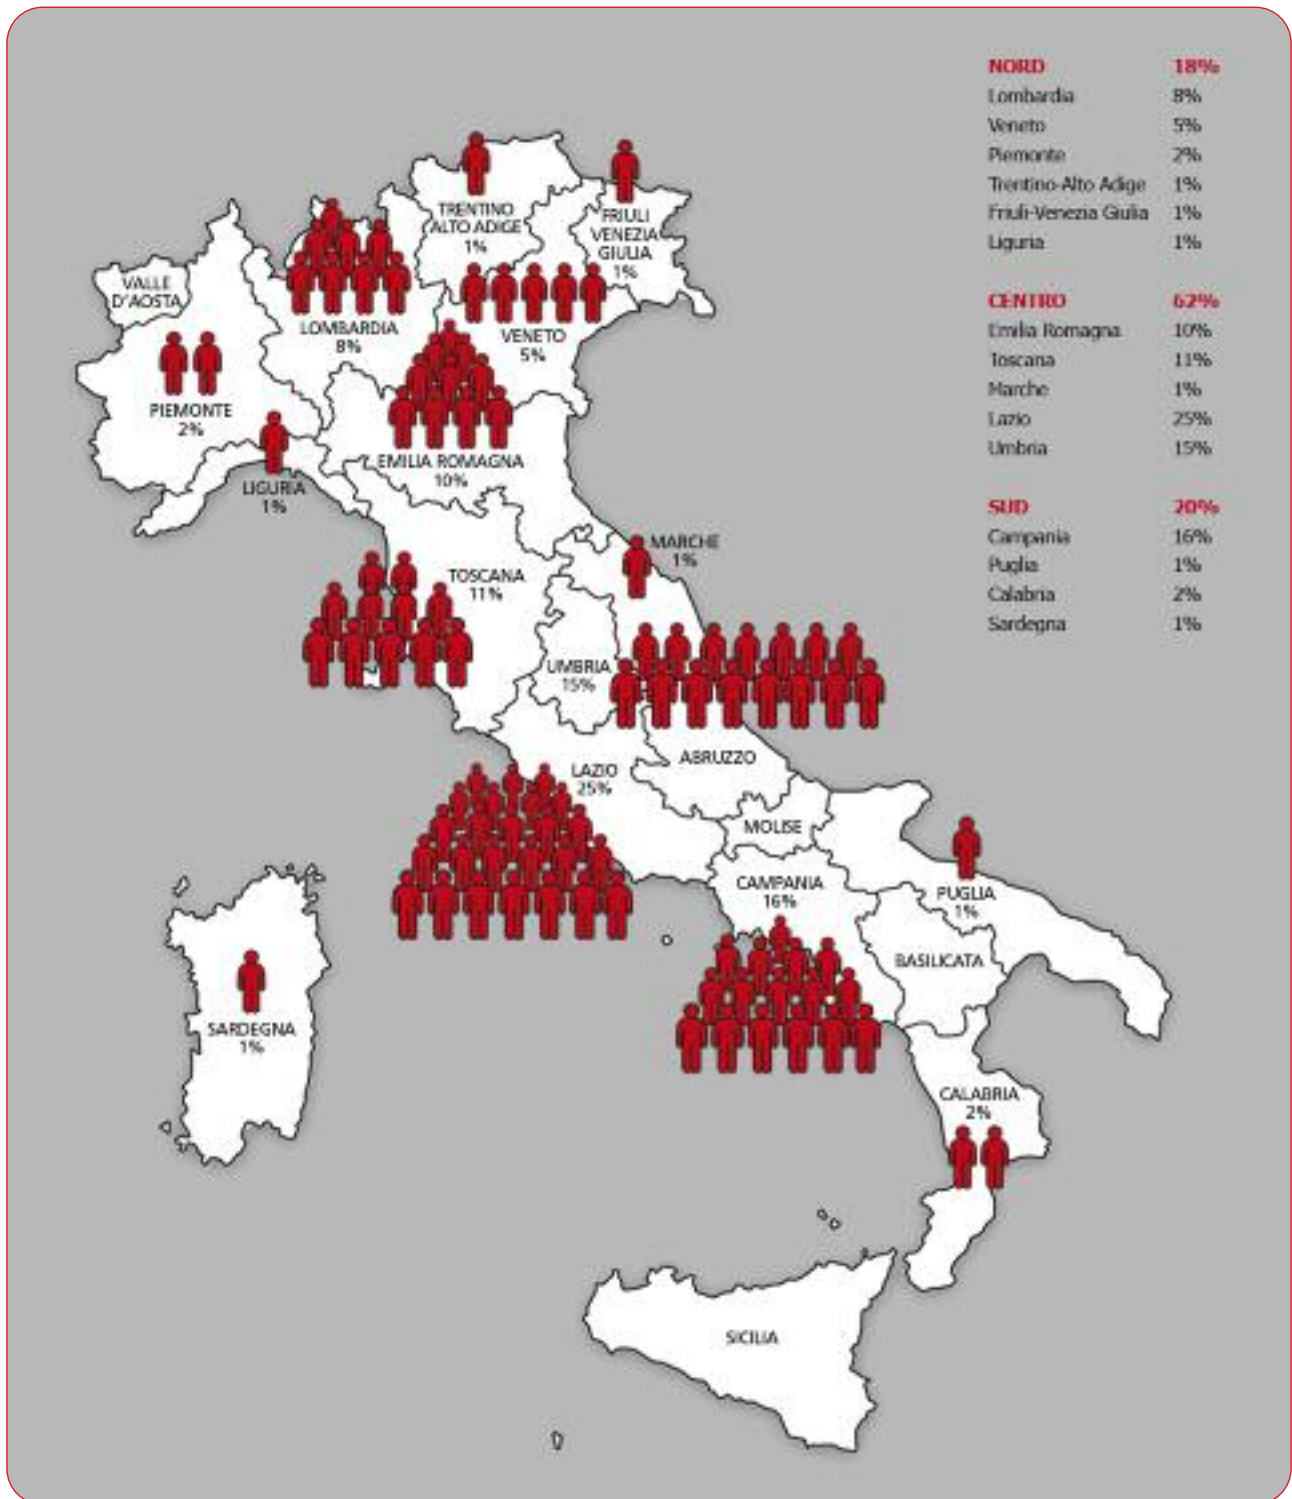 NORD 18%
Lombardia 8%
Veneto 5%
Piemonte 2%
Trentino-Alto Adige 1%
Friuli-Venezia Giulia 1%
Liguria 1%
CENTRO 62%
Emilia Romagna 10%
Toscana 11%
Marche 1%
Lazio 25%
Umbria 15%
SUD 20%
Campania 16%
Puglia 1%
Calabria 2%
Sardegna 1%
TRENTINO
ALTO ADIGE
1%
FRIULI
VENEZIA
GIULIA
1%
VALLE
D'AOSTA
LOMBARDIA
8%
VENETO
5%
PIEMONTE
2%
EMILIA ROMAGNA
10%
LIGURIA
1%
MARCHE
1%
TOSCANA
11%
UMBRIA
15%
ABRUZZO
LAZIO
25%
MOLISE
CAMPANIA
16%
PUGLIA
1%
BASILICATA
SARDEGNA
1%
CALABRIA
2%
SICILIA